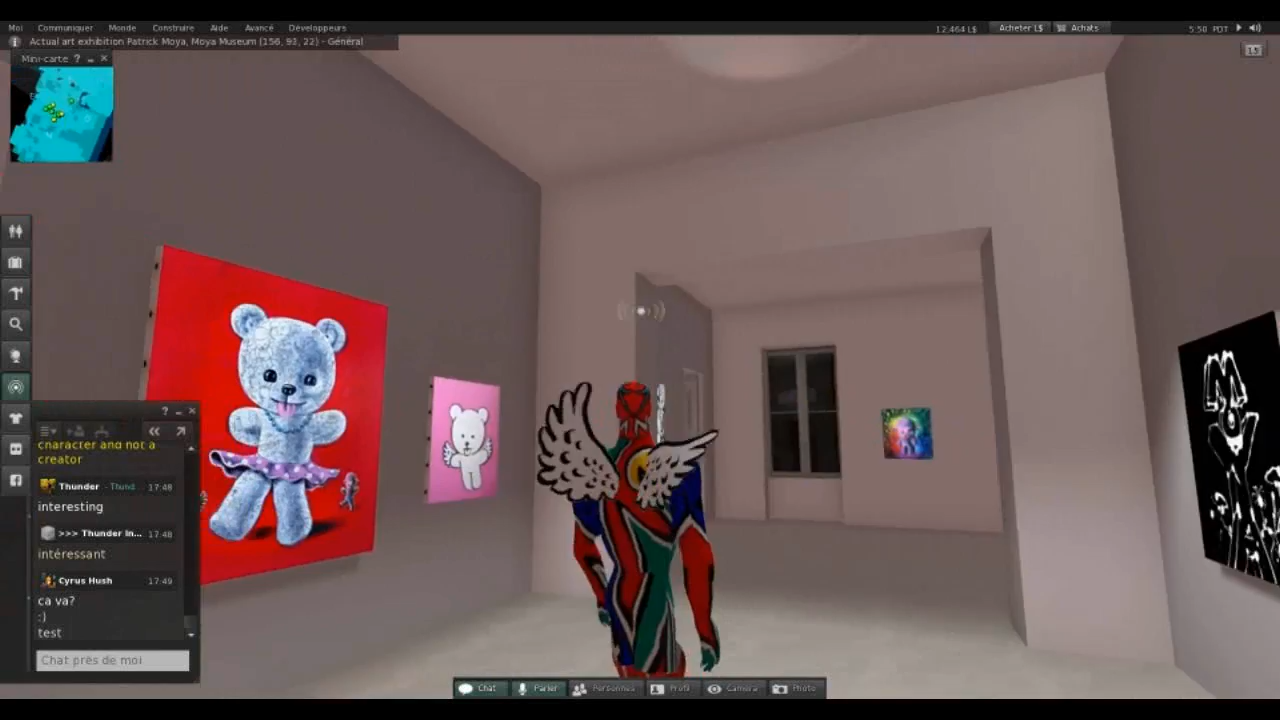 Moi Communiquer Monde Construire Aide Avancé Développeurs 12,464 L$ Acheter L$ Achats 5:50 PDT
Actual art exhibition Patrick Moya, Moya Museum (156, 93, 22) - Général
15
Mini-carte ? _ ×
? _ ×
character and not a
creator
Thunder - Thund... 17:48
interesting
>>> Thunder In... 17:48
intéressant
Cyrus Hush 17:49
ca va?
:)
test
Chat près de moi
Chat Parler Personnes Profil Caméra Photo